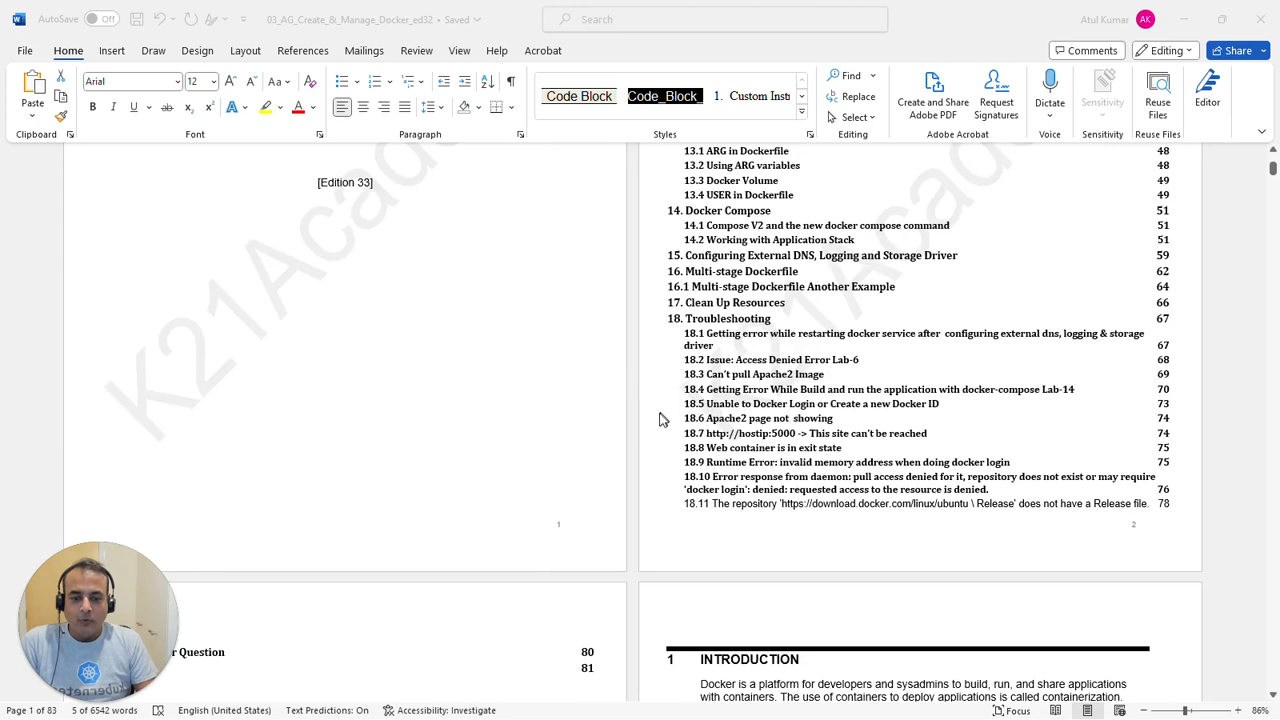 AutoSave Off 03_AG_Create_&_Manage_Docker_ed32 • Saved Search Atul Kumar AK
File Home Insert Draw Design Layout References Mailings Review View Help Acrobat Comments Editing Share
Paste Arial 12 Aa Code Block Code_Block_ 1. Custom Inst Find Replace Select Create and Share Adobe PDF Request Signatures Dictate Sensitivity Reuse Files Editor
Clipboard Font Paragraph Styles Editing Adobe Acrobat Voice Sensitivity Reuse Files
[Edition 33]
1
13.1 ARG in Dockerfile 48
13.2 Using ARG variables 48
13.3 Docker Volume 49
13.4 USER in Dockerfile 49
14. Docker Compose 51
14.1 Compose V2 and the new docker compose command 51
14.2 Working with Application Stack 51
15. Configuring External DNS, Logging and Storage Driver 59
16. Multi-stage Dockerfile 62
16.1 Multi-stage Dockerfile Another Example 64
17. Clean Up Resources 66
18. Troubleshooting 67
18.1 Getting error while restarting docker service after configuring external dns, logging & storage
driver 67
18.2 Issue: Access Denied Error Lab-6 68
18.3 Can't pull Apache2 Image 69
18.4 Getting Error While Build and run the application with docker-compose Lab-14 70
18.5 Unable to Docker Login or Create a new Docker ID 73
18.6 Apache2 page not showing 74
18.7 http://hostip:5000 -> This site can't be reached 74
18.8 Web container is in exit state 75
18.9 Runtime Error: invalid memory address when doing docker login 75
18.10 Error response from daemon: pull access denied for it, repository does not exist or may require
'docker login': denied: requested access to the resource is denied. 76
18.11 The repository 'https://download.docker.com/linux/ubuntu \ Release' does not have a Release file. 78
2
Question 80
81
1 INTRODUCTION
Docker is a platform for developers and sysadmins to build, run, and share applications
with containers. The use of containers to deploy applications is called containerization.
K21Academ
K21Academ
kubernetes
Page 1 of 83 5 of 6542 words English (United States) Text Predictions: On Accessibility: Investigate Focus 86%